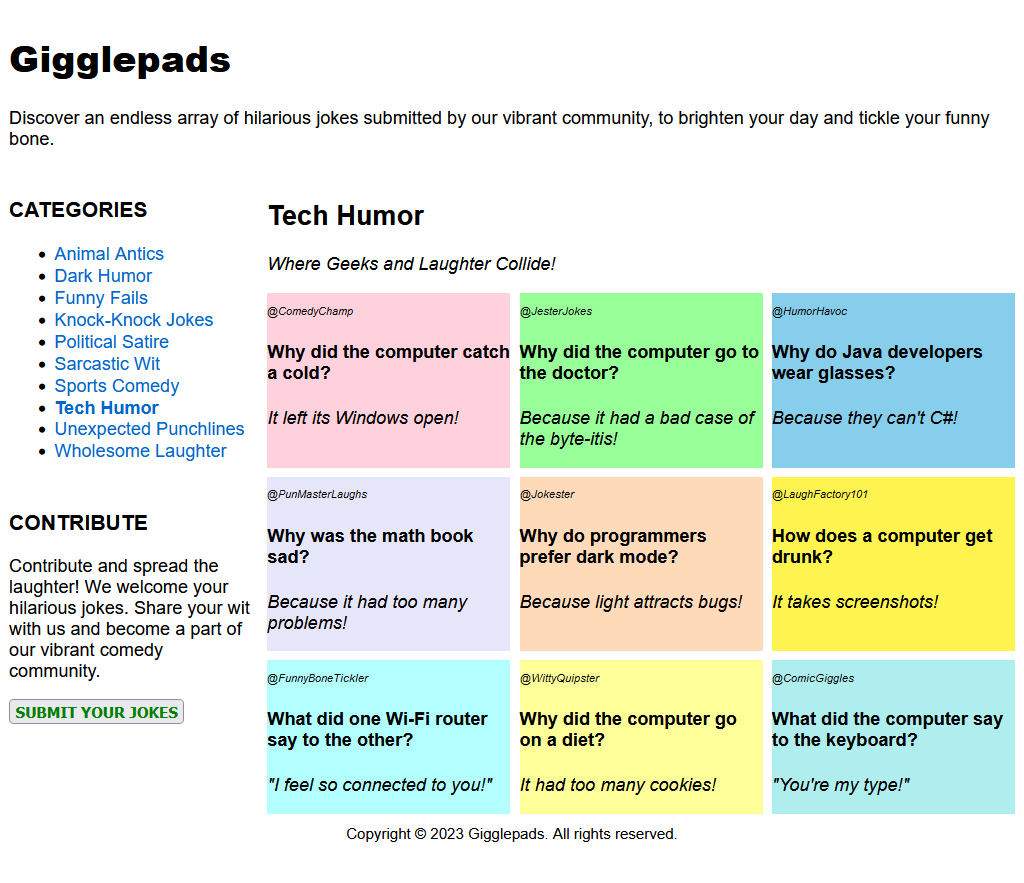 Gigglepads
Discover an endless array of hilarious jokes submitted by our vibrant community, to brighten your day and tickle your funny
bone.
CATEGORIES
Animal Antics
Dark Humor
Funny Fails
Knock-Knock Jokes
Political Satire
Sarcastic Wit
Sports Comedy
Tech Humor
Unexpected Punchlines
Wholesome Laughter
CONTRIBUTE
Contribute and spread the
laughter! We welcome your
hilarious jokes. Share your wit
with us and become a part of
our vibrant comedy
community.
SUBMIT YOUR JOKES
Tech Humor
Where Geeks and Laughter Collide!
@ComedyChamp
Why did the computer catch
a cold?
It left its Windows open!
@JesterJokes
Why did the computer go to
the doctor?
Because it had a bad case of
the byte-itis!
@HumorHavoc
Why do Java developers
wear glasses?
Because they can't C#!
@PunMasterLaughs
Why was the math book
sad?
Because it had too many
problems!
@Jokester
Why do programmers
prefer dark mode?
Because light attracts bugs!
@LaughFactory101
How does a computer get
drunk?
It takes screenshots!
@FunnyBoneTickler
What did one Wi-Fi router
say to the other?
"I feel so connected to you!"
@WittyQuipster
Why did the computer go
on a diet?
It had too many cookies!
@ComicGiggles
What did the computer say
to the keyboard?
"You're my type!"
Copyright © 2023 Gigglepads. All rights reserved.